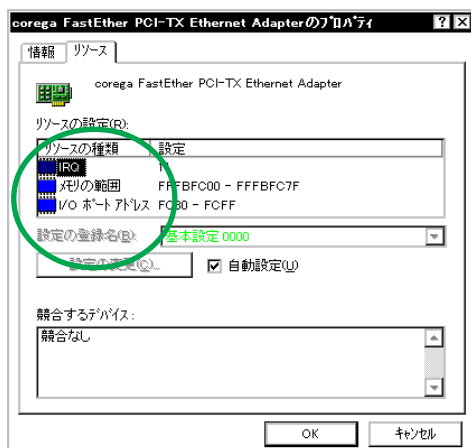 corega FastEther PCI-TX Ethernet Adapterのプロパティ
情報 リソース
corega FastEther PCI-TX Ethernet Adapter
リソースの設定(R):
リソースの種類 設定
IRQ
メモリの範囲 FFFBFC00 - FFFBFC7F
I/O ポート アドレス FC80 - FCFF
設定の登録名(B): 基本設定 0000
設定の変更(C)... 自動設定(U)
競合するデバイス:
競合なし
OK キャンセル